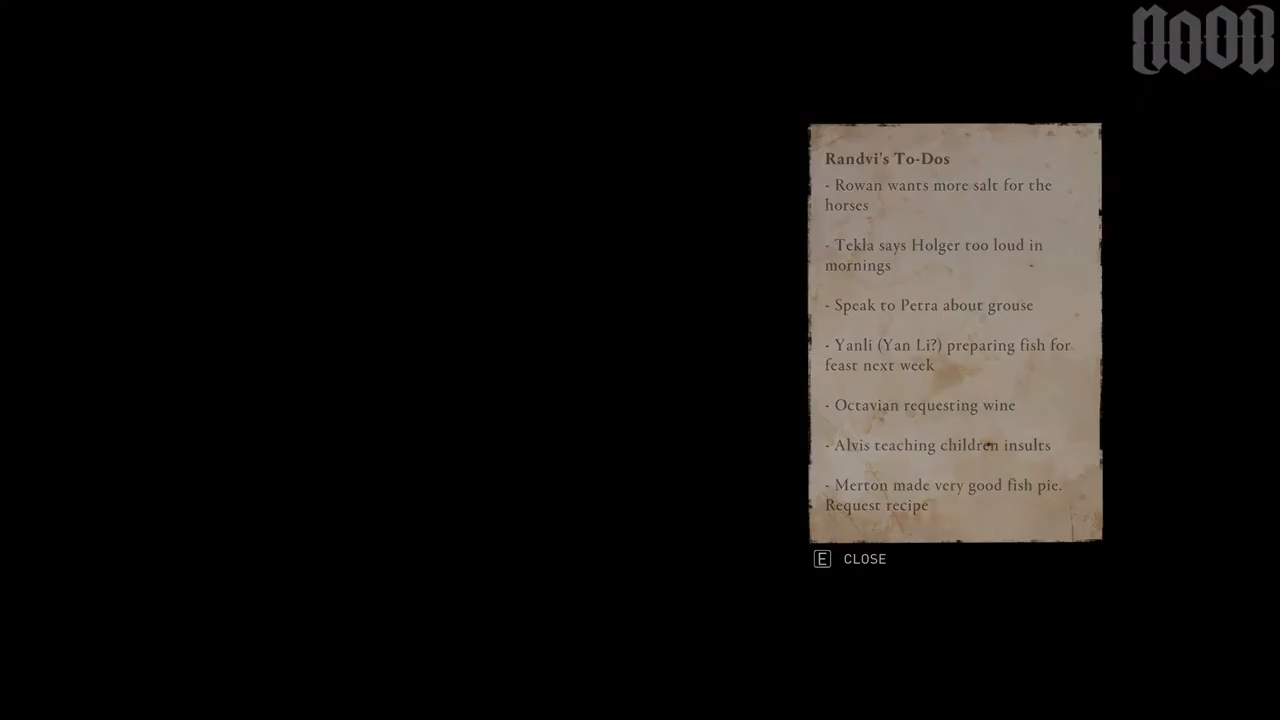 noob
Randvi's To-Dos
- Rowan wants more salt for the
horses
- Tekla says Holger too loud in
mornings
- Speak to Petra about grouse
- Yanli (Yan Li?) preparing fish for
feast next week
- Octavian requesting wine
- Alvis teaching children insults
- Merton made very good fish pie.
Request recipe
E CLOSE